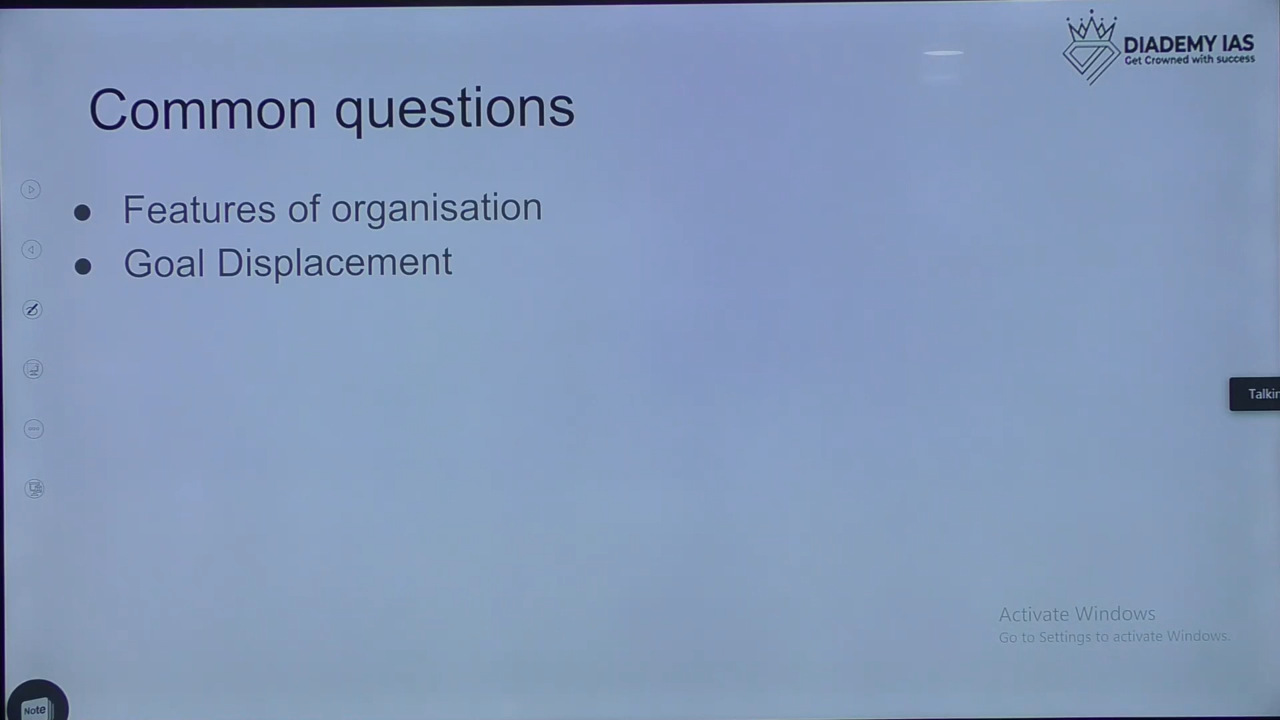 DIADEMY IAS
Get Crowned with success
Common questions
● Features of organisation
● Goal Displacement
Activate Windows
Go to Settings to activate Windows.
Note